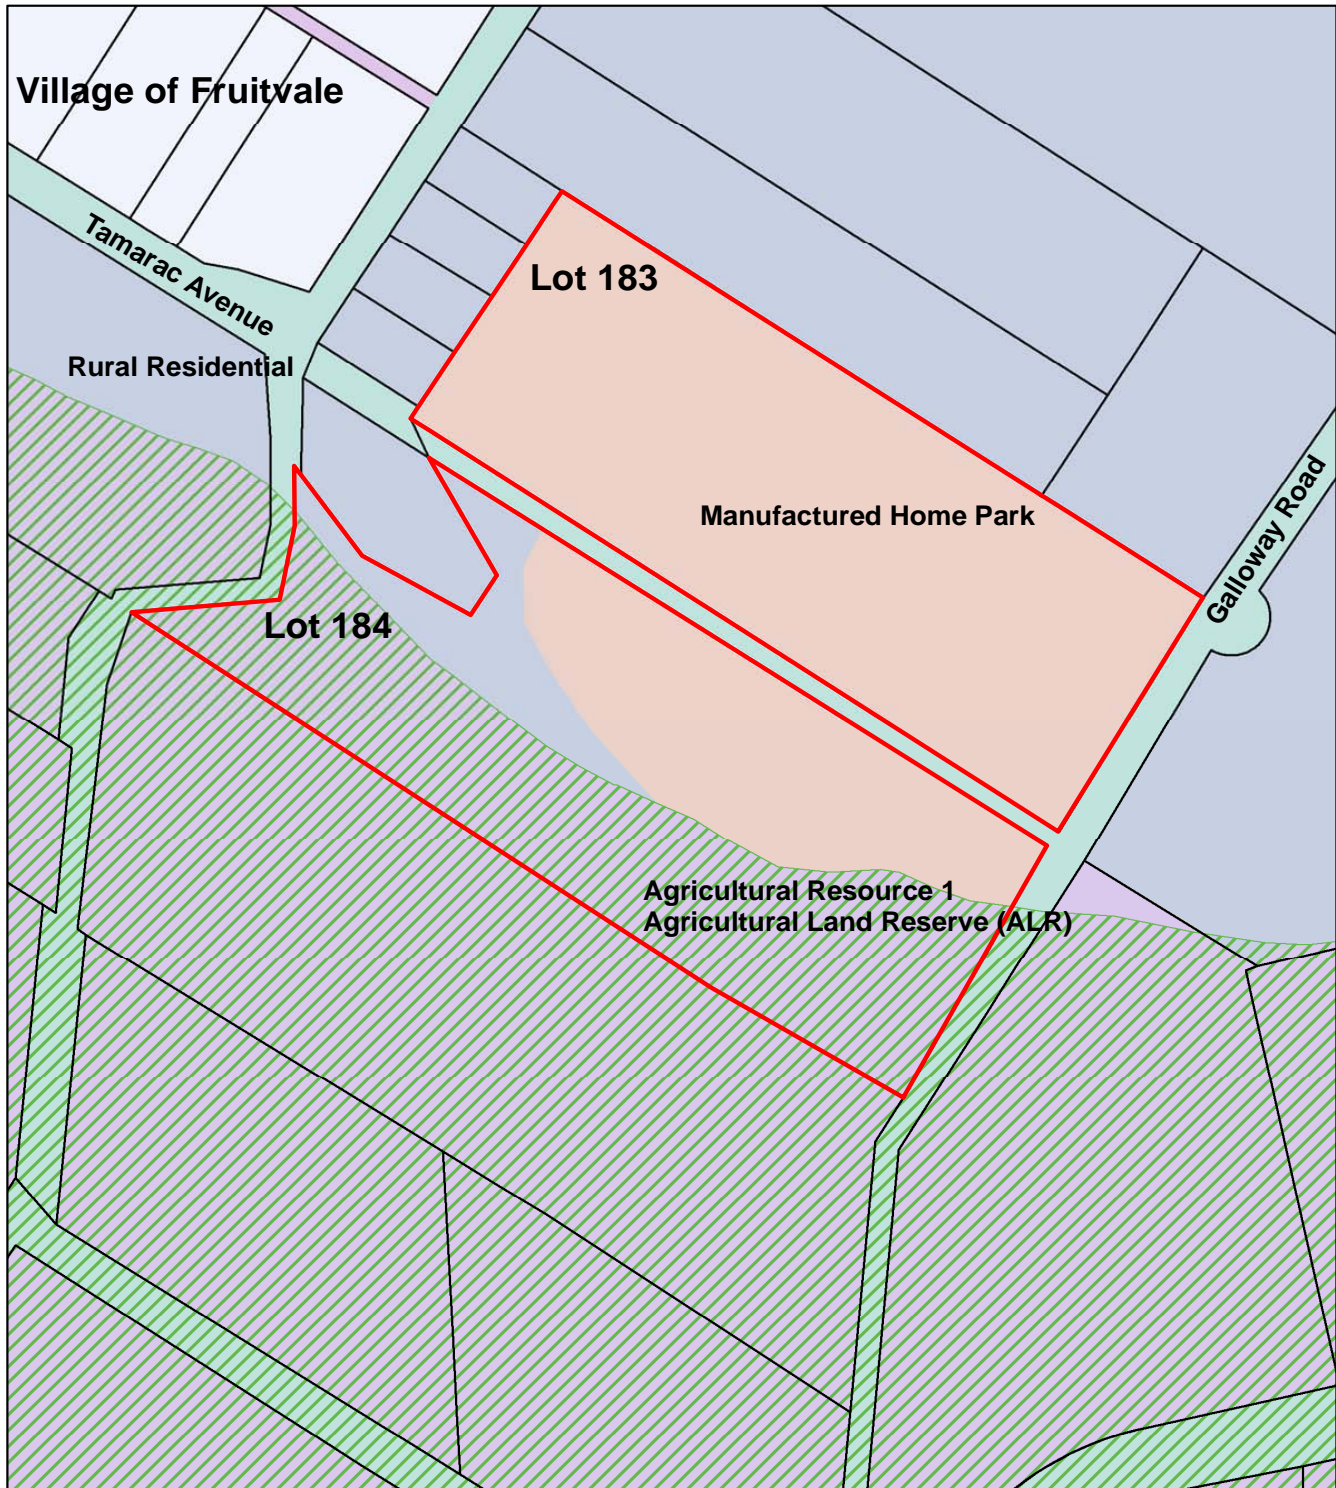 Village of Fruitvale
Tamarac Avenue
Lot 183
Rural Residential
Manufactured Home Park
Galloway Road
Lot 184
Agricultural Resource 1
Agricultural Land Reserve (ALR)